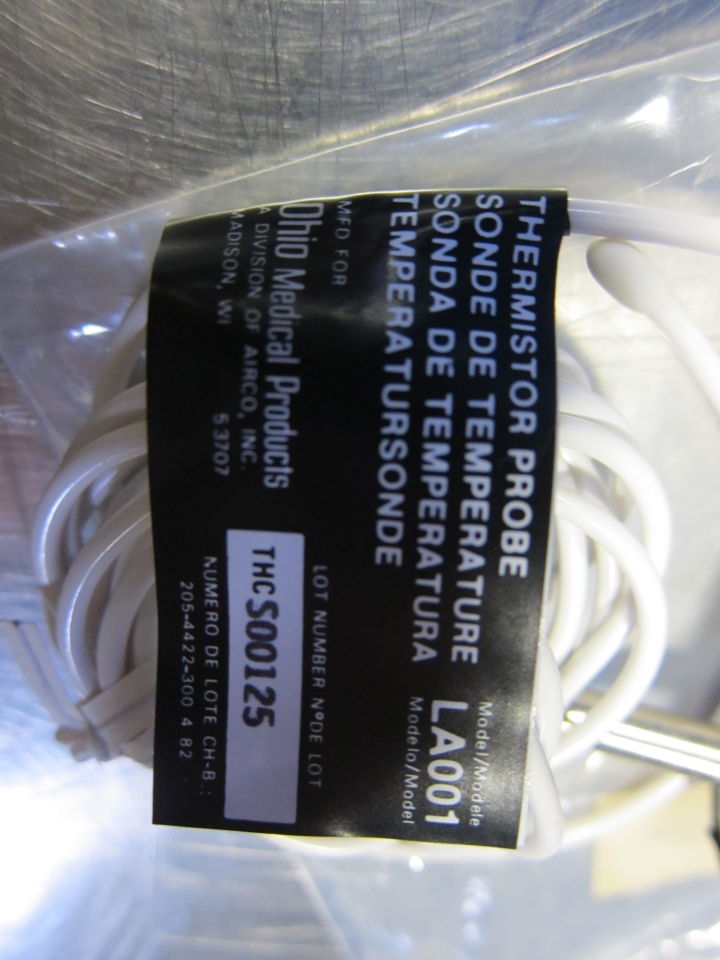 THERMISTOR PROBE
SONDE DE TEMPERATURE
SONDA DE TEMPERATURA
TEMPERATURSONDE
Model/Modele
LA001
Modelo/Model
MFD FOR
Ohio Medical Products
A DIVISION OF AIRCO, INC.
MADISON, WI 53707
LOT NUMBER NºDE LOT
THCS00125
NUMERO DE LOTE CH-B.:
205-4422-300 4 82